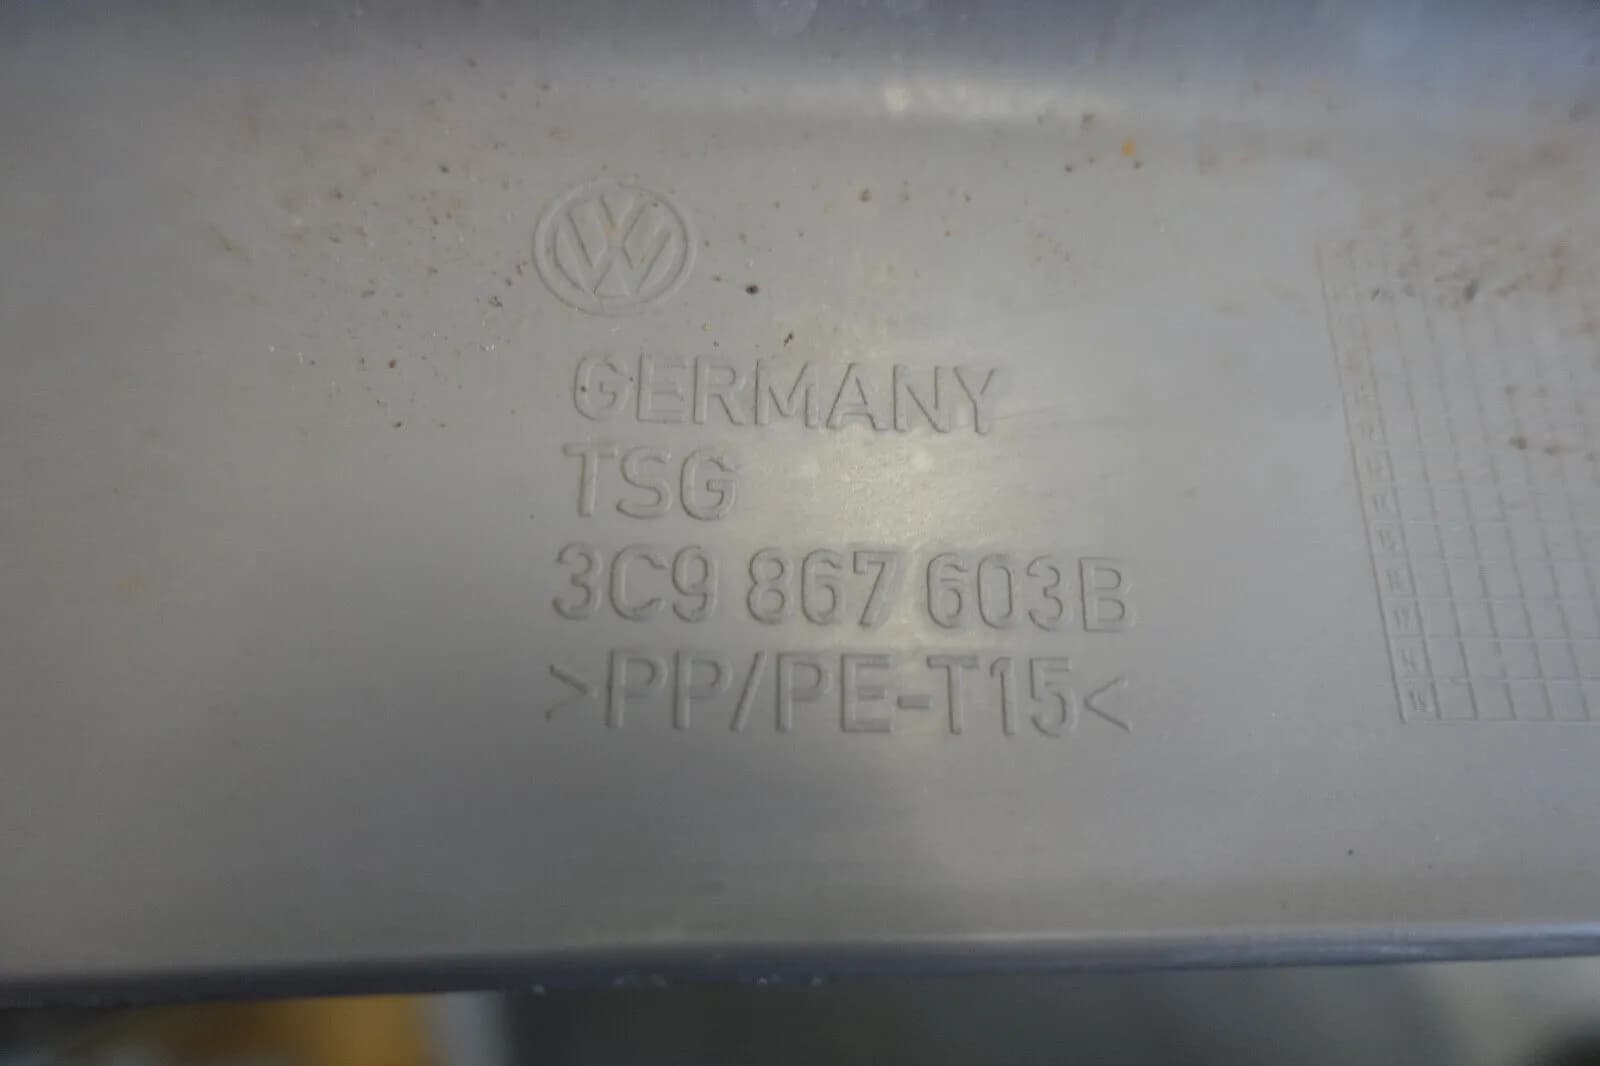 GERMANY
TSG
3C9 867 603B
>PP/PE-T15<